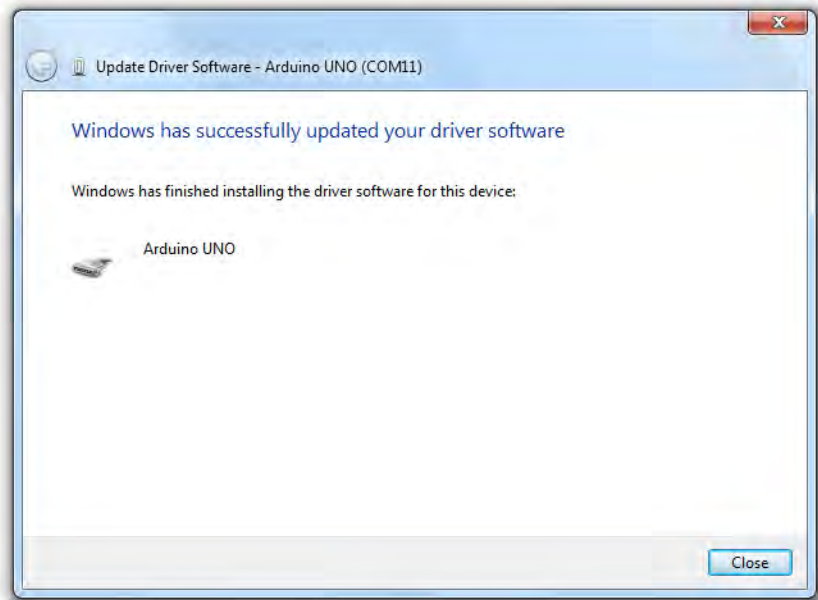 Update Driver Software - Arduino UNO (COM11)
Windows has successfully updated your driver software
Windows has finished installing the driver software for this device:
Arduino UNO
Close